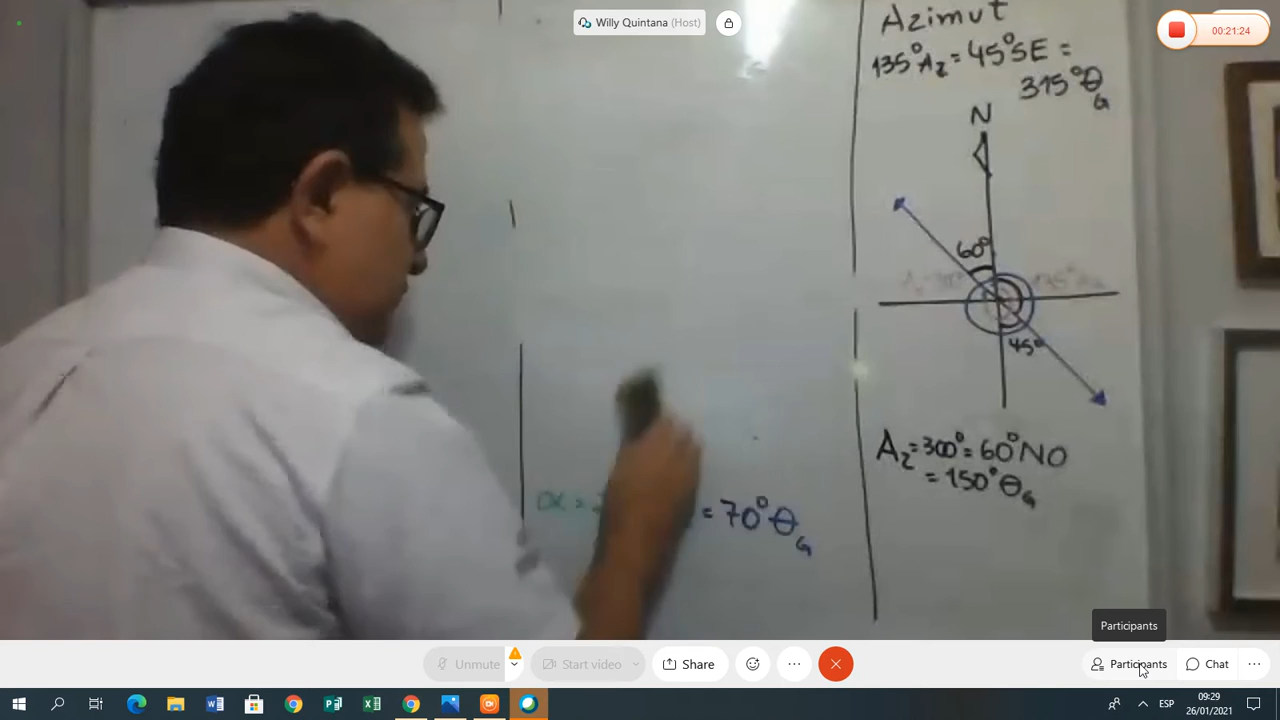 Willy Quintana (Host)
00:21:24
Azimut
135°Az = 45°SE =
315°θG
N
60°
45°
Az = 300° = 60°NO
= 150°θG
= 70°θG
Participants
Unmute
Start video
Share
Participants
Chat
09:29
ESP
26/01/2021